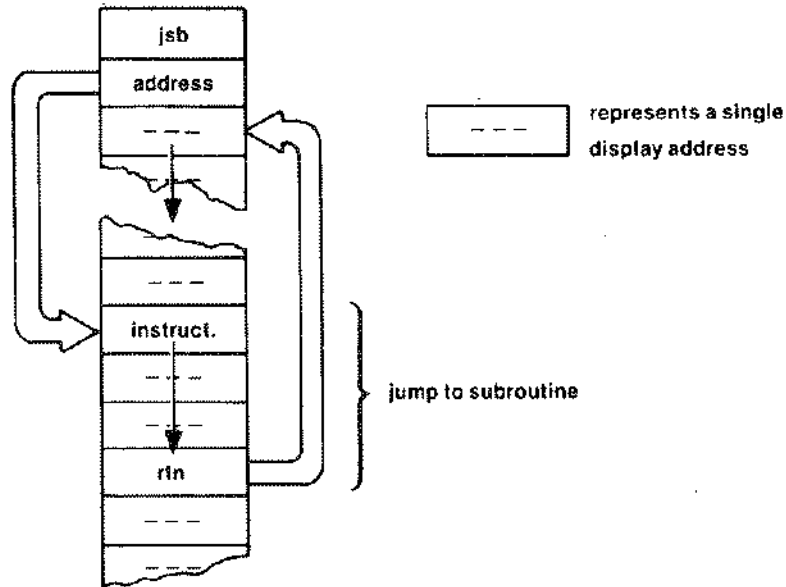 jsb
address
– – –
represents a single
– – –
display address
– – –
– – –
– – –
instruct.
– – –
– – –
jump to subroutine
rtn
– – –
– – –